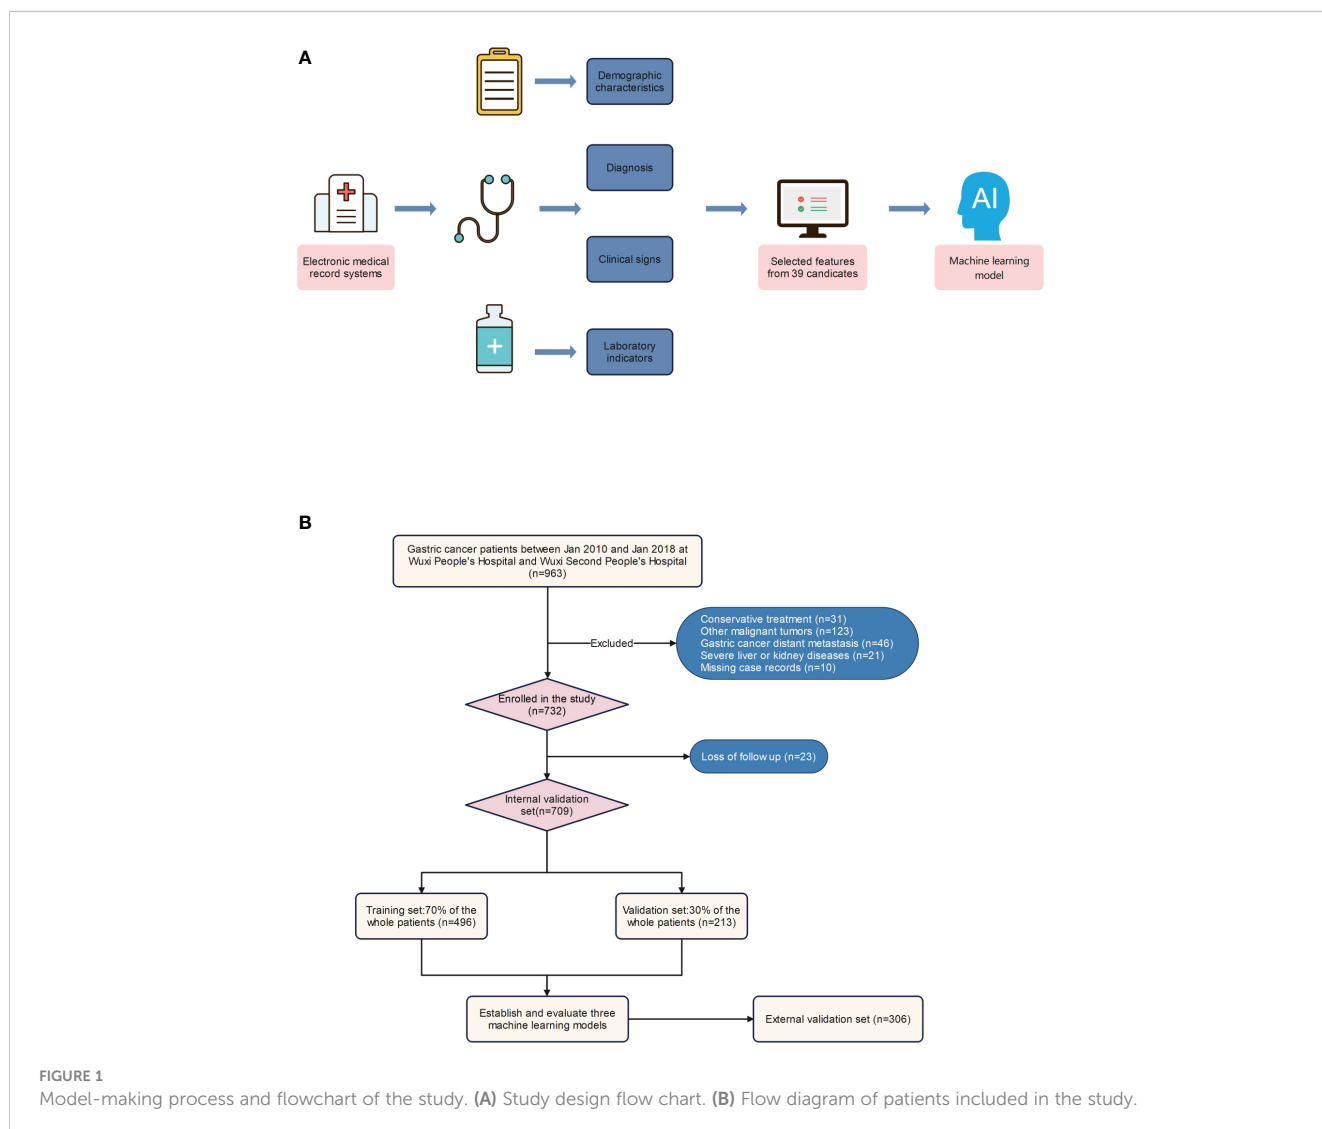 A
Demographic
characteristics
Diagnosis
AI
Electronic medical
record systems
Clinical signs
Selected features
from 39 candidates
Machine learning
model
Laboratory
indicators
B
Gastric cancer patients between Jan 2010 and Jan 2018 at
Wuxi People's Hospital and Wuxi Second People's Hospital
(n=963)
Excluded
Conservative treatment (n=31)
Other malignant tumors (n=123)
Gastric cancer distant metastasis (n=46)
Severe liver or kidney diseases (n=21)
Missing case records (n=10)
Enrolled in the study
(n=732)
Loss of follow up (n=23)
Internal validation
set(n=709)
Training set:70% of the
whole patients (n=496)
Validation set:30% of the
whole patients (n=213)
Establish and evaluate three
machine learning models
External validation set (n=306)
FIGURE 1
Model-making process and flowchart of the study. (A) Study design flow chart. (B) Flow diagram of patients included in the study.